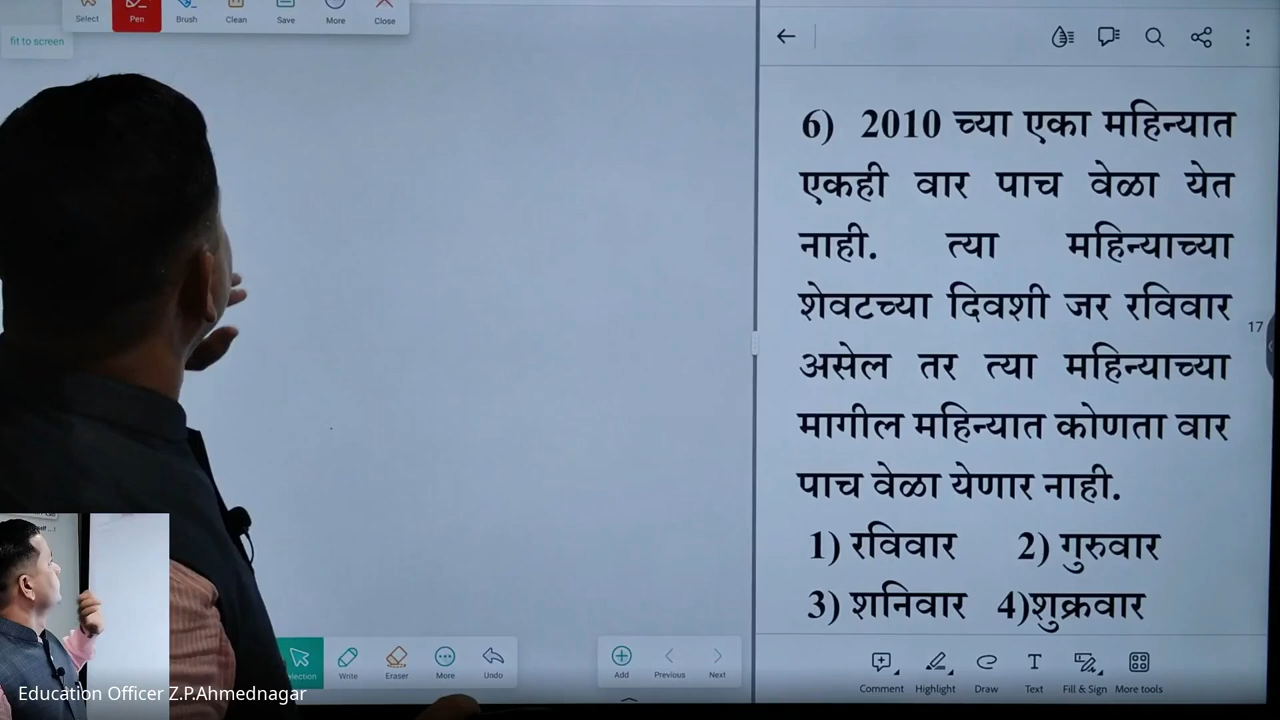 Select Pen Brush Clean Save More Close
fit to screen
6) 2010 च्या एका महिन्यात
एकही वार पाच वेळा येत
नाही. त्या महिन्याच्या
शेवटच्या दिवशी जर रविवार
असेल तर त्या महिन्याच्या
मागील महिन्यात कोणता वार
पाच वेळा येणार नाही.
1) रविवार 2) गुरुवार
3) शनिवार 4)शुक्रवार
17
Write Eraser More Undo
Add Previous Next
Comment Highlight Draw Text Fill & Sign More tools
Education Officer Z.P.Ahmednagar